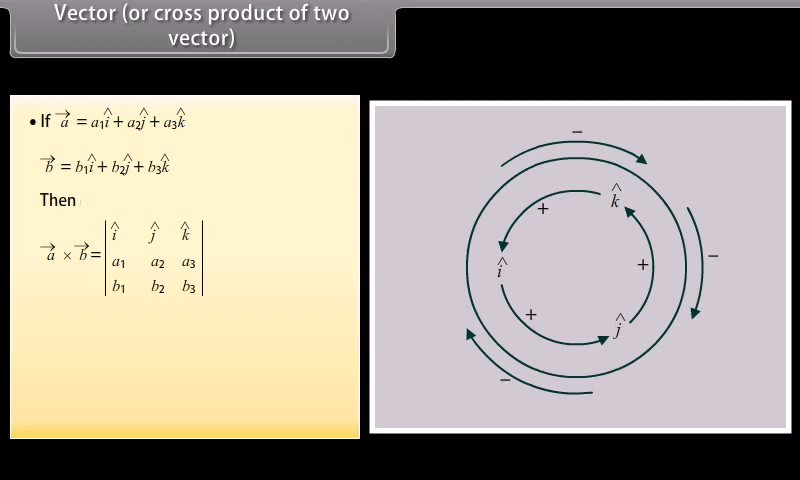 Vector (or cross product of two
vector)
• If a⃗ = a₁î + a₂ĵ + a₃k̂
b⃗ = b₁î + b₂ĵ + b₃k̂
Then
a⃗ × b⃗ = | î ĵ k̂ |
| a₁ a₂ a₃ |
| b₁ b₂ b₃ |
−
k̂
+
−
î
+
+
ĵ
−